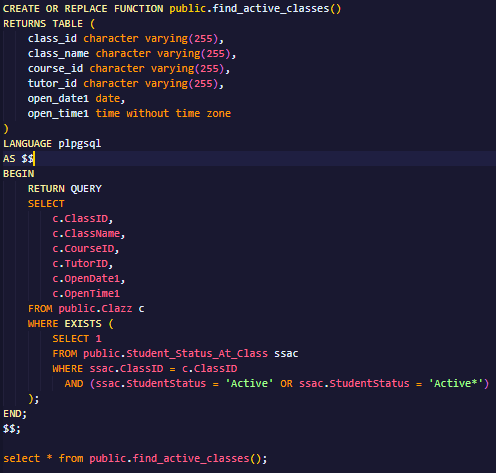 CREATE OR REPLACE FUNCTION public.find_active_classes()
RETURNS TABLE (
    class_id character varying(255),
    class_name character varying(255),
    course_id character varying(255),
    tutor_id character varying(255),
    open_date1 date,
    open_time1 time without time zone
)
LANGUAGE plpgsql
AS $$
BEGIN
    RETURN QUERY
    SELECT
        c.ClassID,
        c.ClassName,
        c.CourseID,
        c.TutorID,
        c.OpenDate1,
        c.OpenTime1
    FROM public.Clazz c
    WHERE EXISTS (
        SELECT 1
        FROM public.Student_Status_At_Class ssac
        WHERE ssac.ClassID = c.ClassID
          AND (ssac.StudentStatus = 'Active' OR ssac.StudentStatus = 'Active*')
    );
END;
$$;
select * from public.find_active_classes();